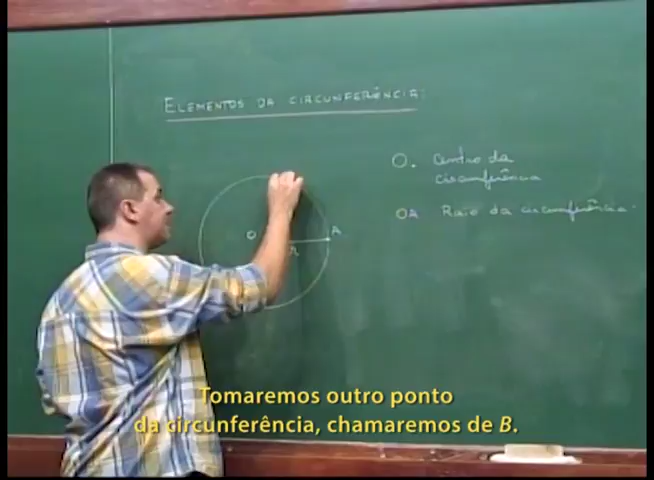 ELEMENTOS DA CIRCUNFERÊNCIA:
O. centro da
circunferência
OA Raio da circunferência.
O
A
R
Tomaremos outro ponto
da circunferência, chamaremos de B.